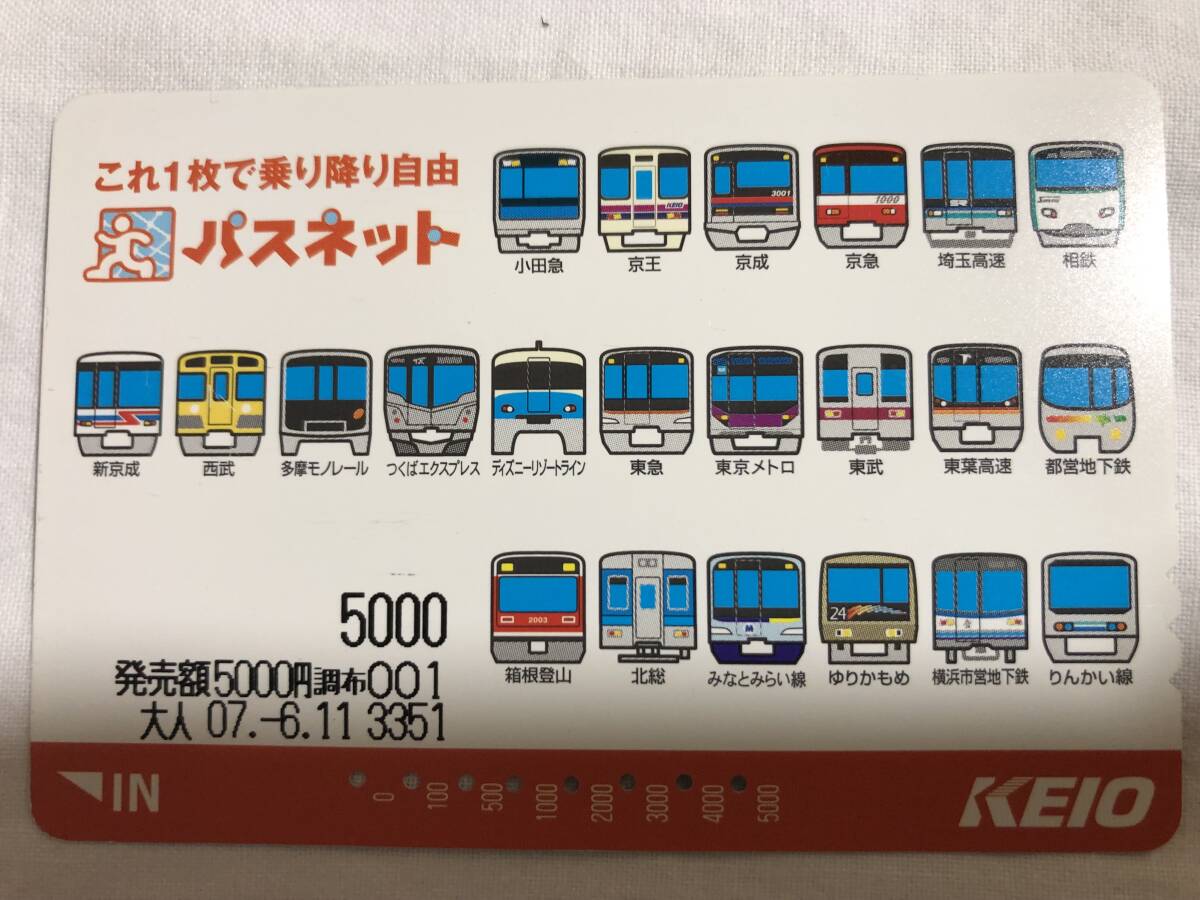 これ1枚で乗り降り自由
パスネット
KEIO
3001
1000
小田急 京王 京成 京急 埼玉高速 相鉄
新京成 西武 多摩モノレール つくばエクスプレス ディズニーリゾートライン 東急 東京メトロ 東武 東葉高速 都営地下鉄
2003
M
24
箱根登山 北総 みなとみらい線 ゆりかもめ 横浜市営地下鉄 りんかい線
5000
発売額5000円調布001
大人 07.-6.11 3351
IN
0 100 500 1000 2000 3000 4000 5000
KEIO